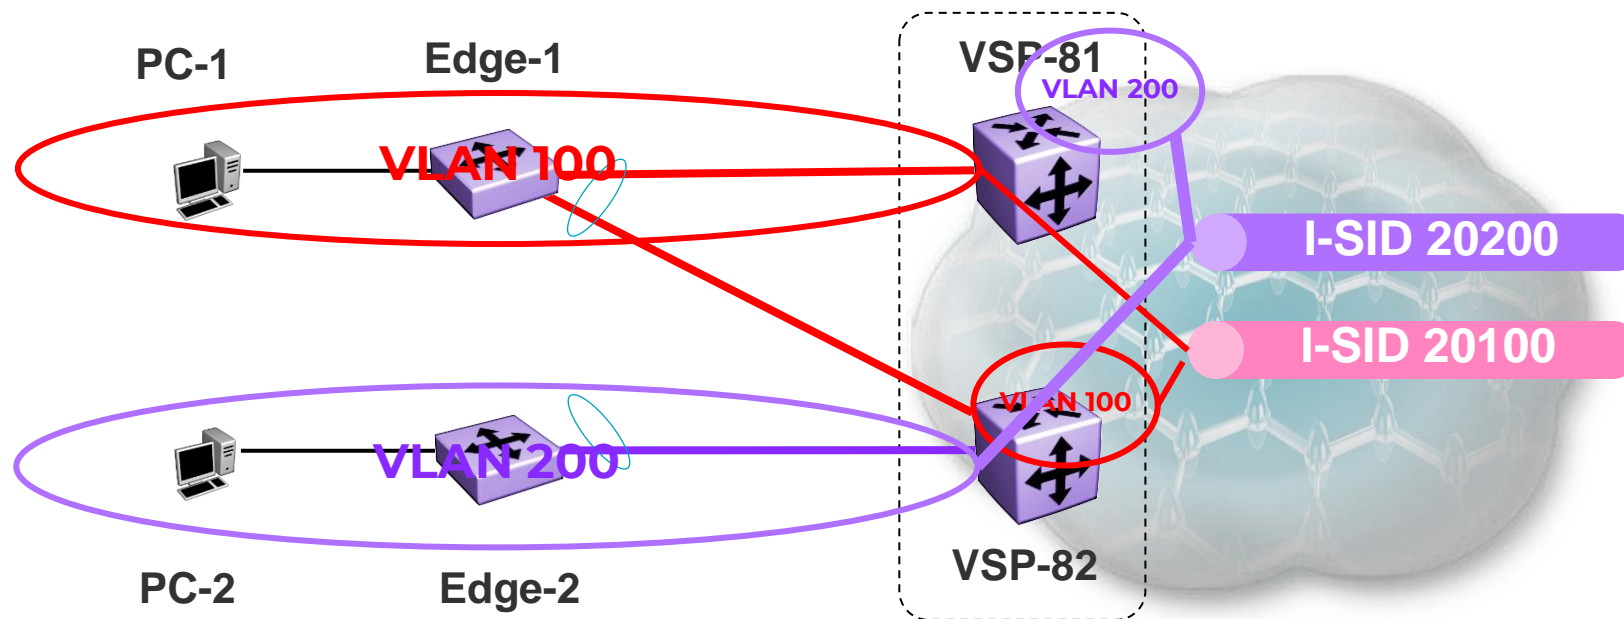 PC-1
Edge-1
VSP-81
VLAN 200
VLAN 100
I-SID 20200
I-SID 20100
VLAN 100
VLAN 200
PC-2
Edge-2
VSP-82